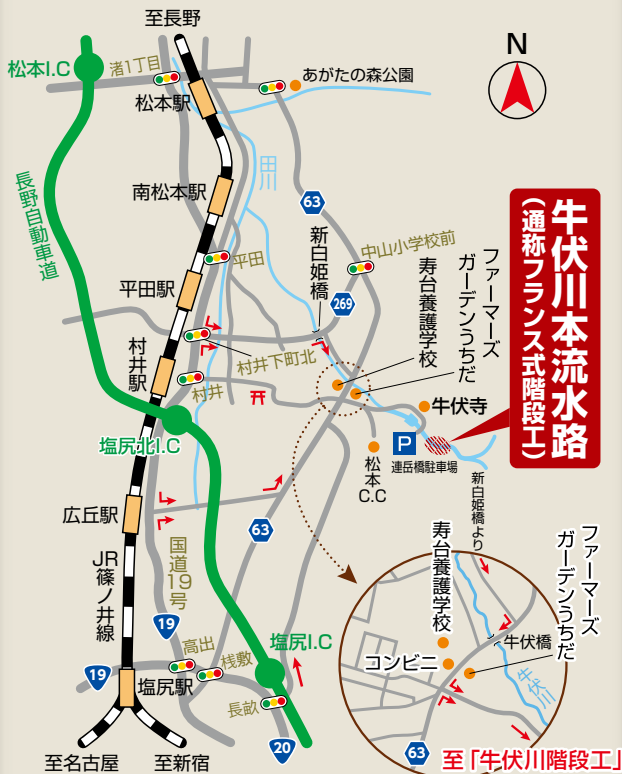 至長野
松本I.C
渚1丁目
あがたの森公園
松本駅
N
田川
長野自動車道
南松本駅
63
新白姫橋
中山小学校前
平田
寿台養護学校
ファーマーズ
ガーデンうちだ
牛伏川本流水路
(通称フランス式階段工)
平田駅
269
村井下町北
村井駅
村井
牛伏寺
塩尻北I.C
P
連岳橋駐車場
松本
C.C
新白姫橋より
広丘駅
63
国道19号
JR篠ノ井線
19
寿台養護学校
ファーマーズ
ガーデンうちだ
牛伏橋
コンビニ
牛伏川
高出
桟敷
塩尻I.C
19
塩尻駅
長畝
20
63
至名古屋
至新宿
至「牛伏川階段工」